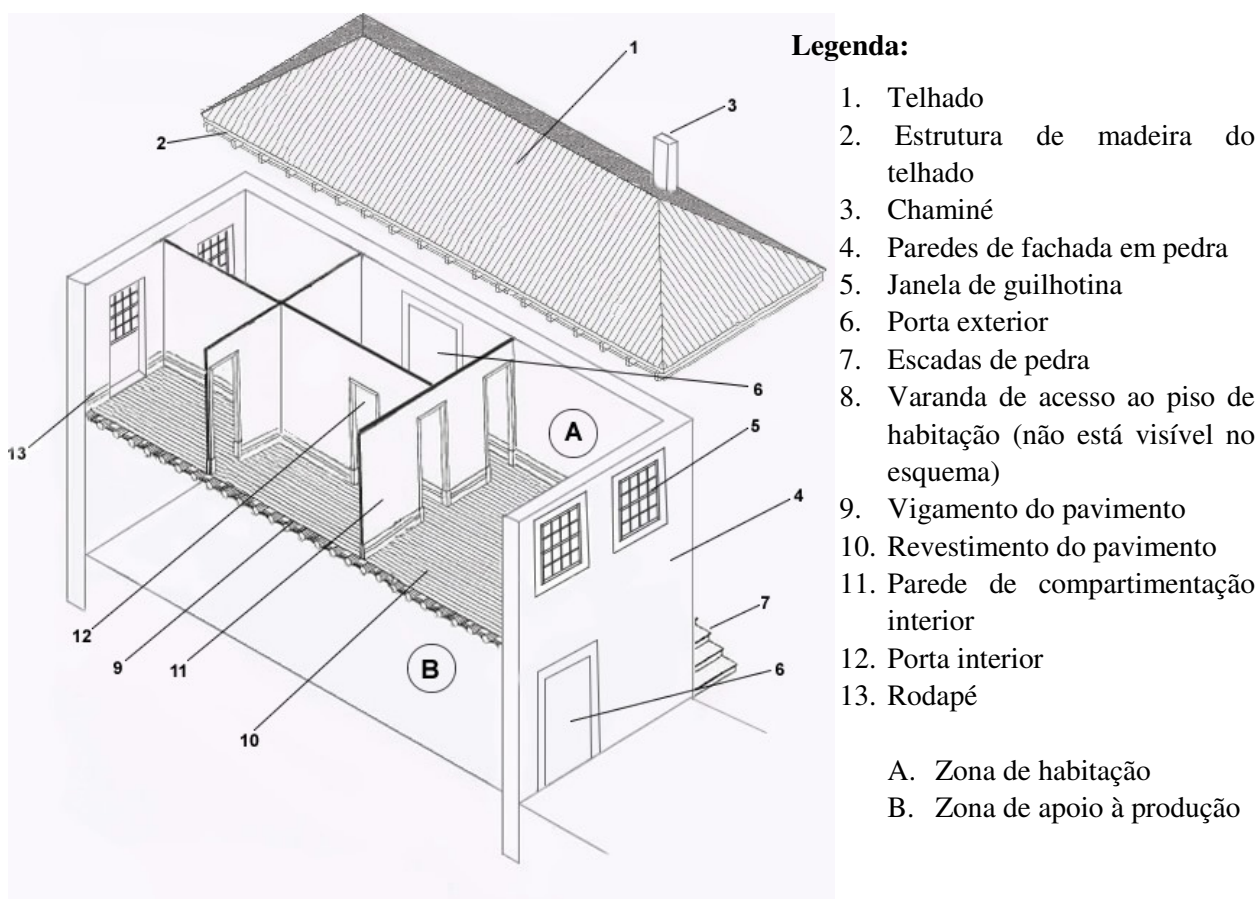 1
3
2
6
A
5
13
4
12
9
11
B
7
6
10
Legenda:
1. Telhado
2. Estrutura de madeira do
telhado
3. Chaminé
4. Paredes de fachada em pedra
5. Janela de guilhotina
6. Porta exterior
7. Escadas de pedra
8. Varanda de acesso ao piso de
habitação (não está visível no
esquema)
9. Vigamento do pavimento
10. Revestimento do pavimento
11. Parede de compartimentação
interior
12. Porta interior
13. Rodapé
A. Zona de habitação
B. Zona de apoio à produção